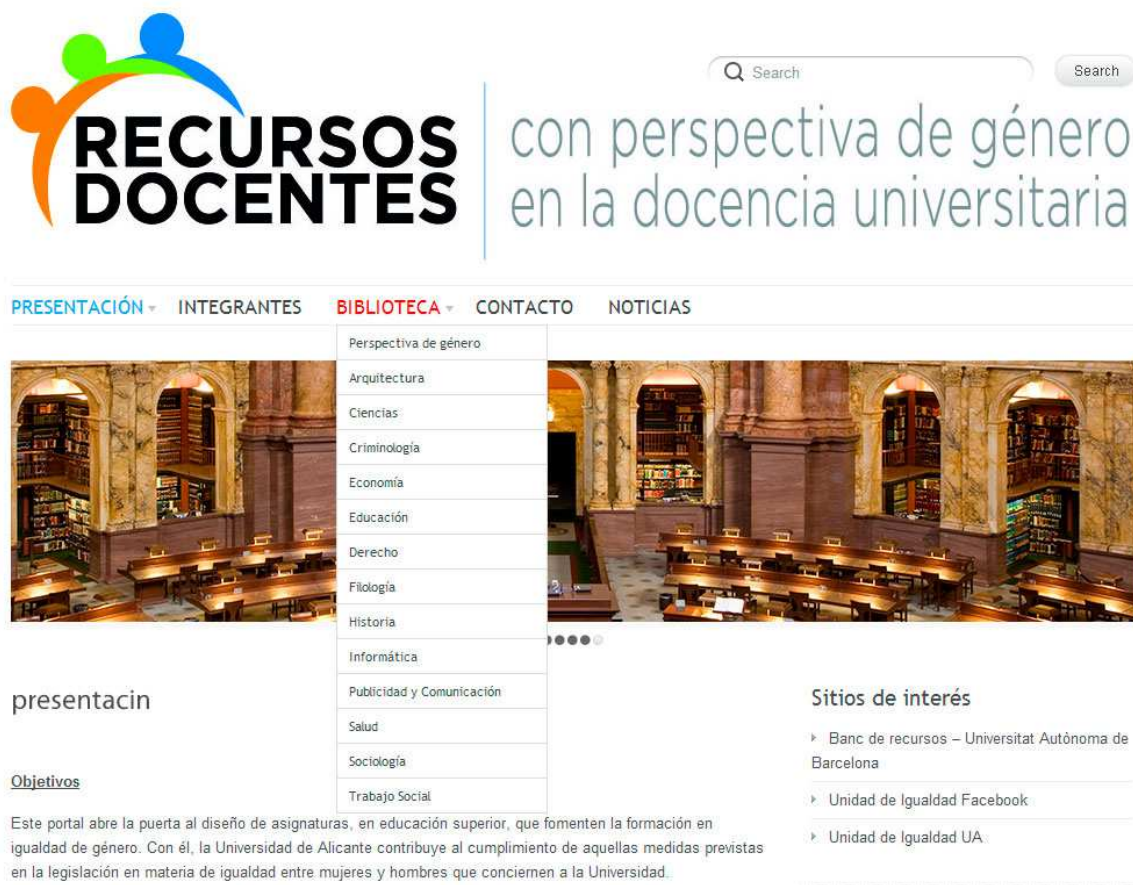 Search
Search
RECURSOS
DOCENTES
con perspectiva de género
en la docencia universitaria
PRESENTACIÓN INTEGRANTES BIBLIOTECA CONTACTO NOTICIAS
Perspectiva de género
Arquitectura
Ciencias
Criminología
Economía
Educación
Derecho
Filología
Historia
Informática
Publicidad y Comunicación
Salud
Sociología
Trabajo Social
presentacin
Objetivos
Este portal abre la puerta al diseño de asignaturas, en educación superior, que fomenten la formación en
igualdad de género. Con él, la Universidad de Alicante contribuye al cumplimiento de aquellas medidas previstas
en la legislación en materia de igualdad entre mujeres y hombres que conciernen a la Universidad.
Sitios de interés
Banc de recursos – Universitat Autònoma de
Barcelona
Unidad de Igualdad Facebook
Unidad de Igualdad UA